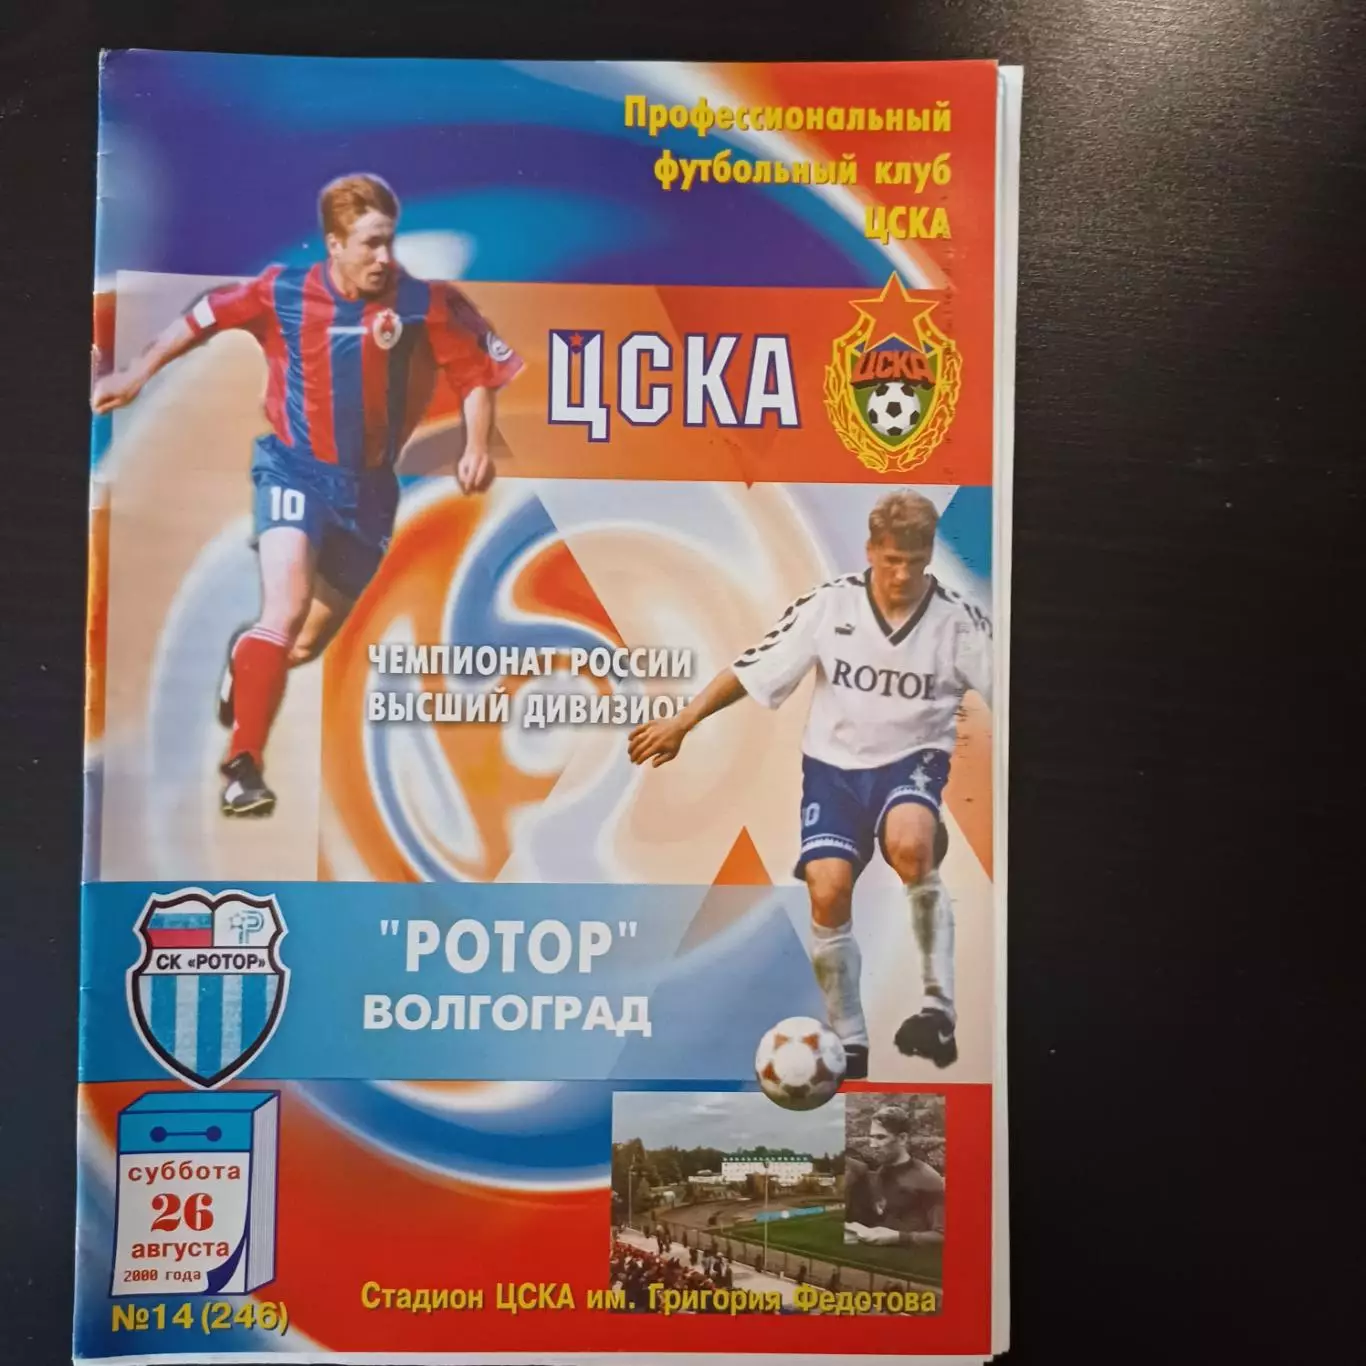 Профессиональный
футбольный клуб
ЦСКА
ЦСКА
ЦСКА
10
ЧЕМПИОНАТ РОССИИ
ВЫСШИЙ ДИВИЗИОН
ROTOR
10
"РОТОР"
ВОЛГОГРАД
СК «РОТОР»
суббота
26
августа
2000 года
№14 (246)
Стадион ЦСКА им. Григория Федотова